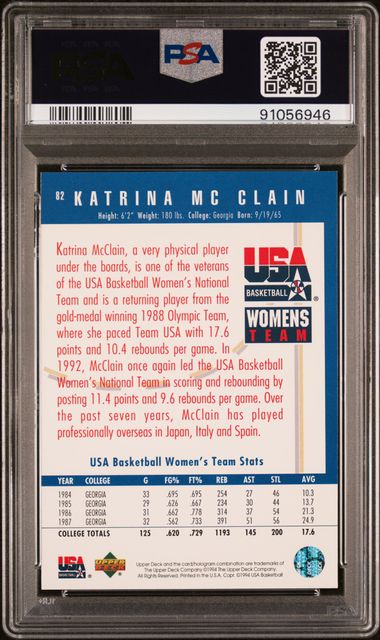 PSA
91056946
82 KATRINA MC CLAIN
Height: 6'2" Weight: 180 lbs. College: Georgia Born: 9/19/65
Katrina McClain, a very physical player
under the boards, is one of the veterans
of the USA Basketball Women's National
Team and is a returning player from the
gold-medal winning 1988 Olympic Team,
where she paced Team USA with 17.6
points and 10.4 rebounds per game. In
1992, McClain once again led the USA Basketball
Women's National Team in scoring and rebounding by
posting 11.4 points and 9.6 rebounds per game. Over
the past seven years, McClain has played
professionally overseas in Japan, Italy and Spain.
USA
BASKETBALL
WOMENS
TEAM
USA Basketball Women's Team Stats
YEAR COLLEGE G FG% FT% REB AST STL AVG
1984 GEORGIA 33 .695 .695 254 27 46 10.3
1985 GEORGIA 29 .626 .667 234 30 44 13.7
1986 GEORGIA 31 .662 .778 314 37 54 21.3
1987 GEORGIA 32 .562 .733 391 51 56 24.9
COLLEGE TOTALS 125 .620 .729 1193 145 200 17.6
USA
BASKETBALL
UPPER DECK
Upper Deck and the card/hologram combination are trademarks of
The Upper Deck Company. ©1994 The Upper Deck Company.
All Rights Reserved. Printed in the U.S.A. Copr. ©1994 USA Basketball